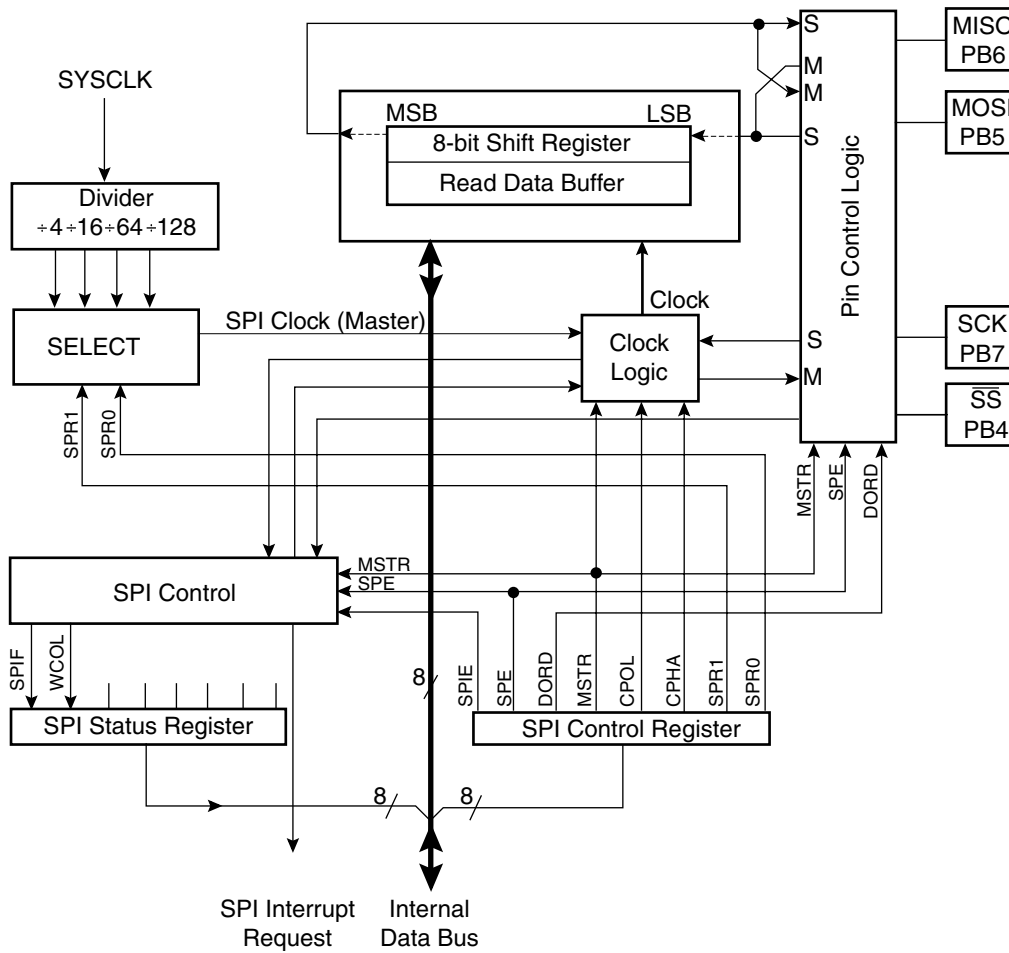 SYSCLK
Divider
÷4÷16÷64÷128
SELECT
SPI Clock (Master)
SPR1
SPR0
MSB
LSB
8-bit Shift Register
Read Data Buffer
Clock
Clock
Logic
S
M
M
S
S
M
Pin Control Logic
MISO
PB6
MOSI
PB5
SCK
PB7
SS
PB4
MSTR
SPE
DORD
SPI Control
MSTR
SPE
SPIF
WCOL
SPI Status Register
8
SPIE
SPE
DORD
MSTR
CPOL
CPHA
SPR1
SPR0
SPI Control Register
8
8
SPI Interrupt
Request
Internal
Data Bus